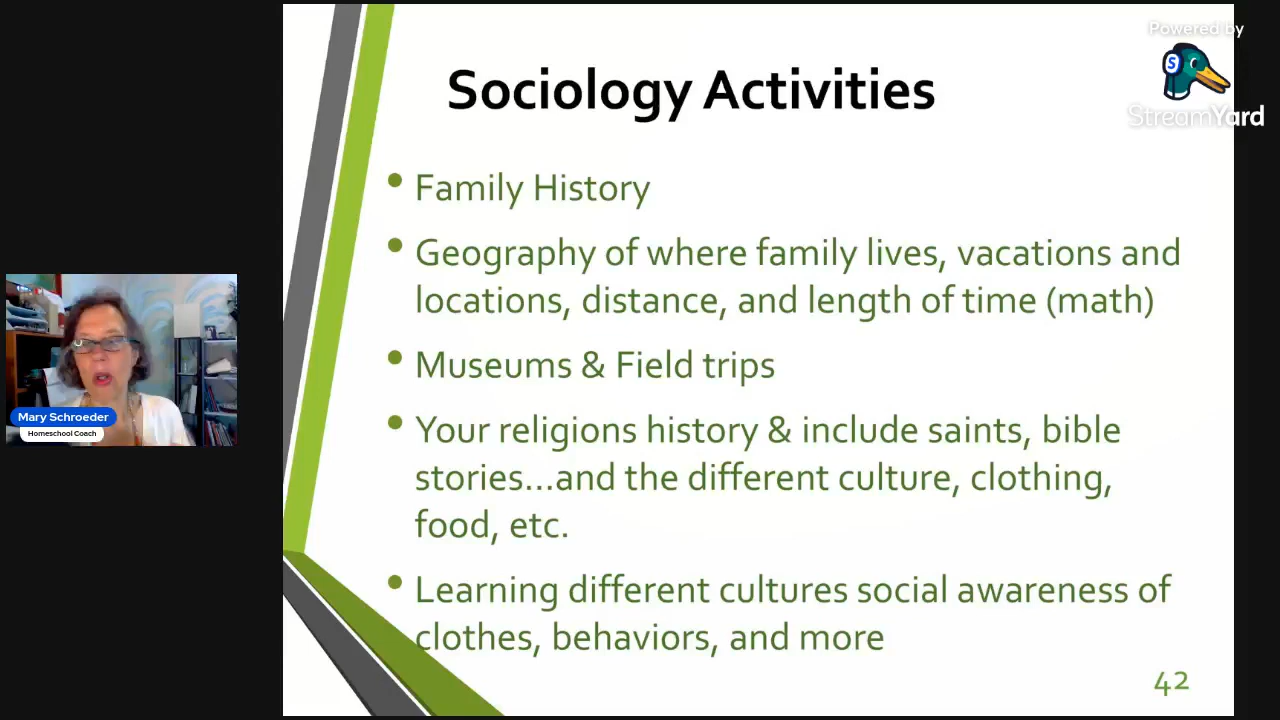 Powered by
StreamYard
Sociology Activities
• Family History
• Geography of where family lives, vacations and
locations, distance, and length of time (math)
• Museums & Field trips
• Your religions history & include saints, bible
stories...and the different culture, clothing,
food, etc.
• Learning different cultures social awareness of
clothes, behaviors, and more
42
Mary Schroeder
Homeschool Coach